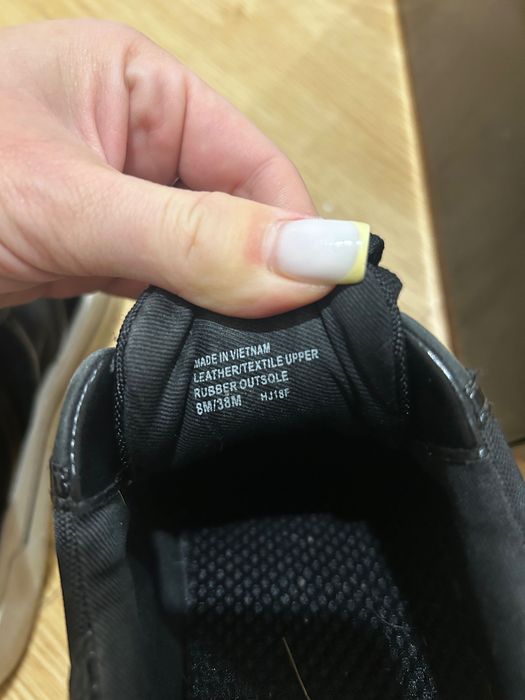 MADE IN VIETNAM
LEATHER/TEXTILE UPPER
RUBBER OUTSOLE
8M/38M HJ18F